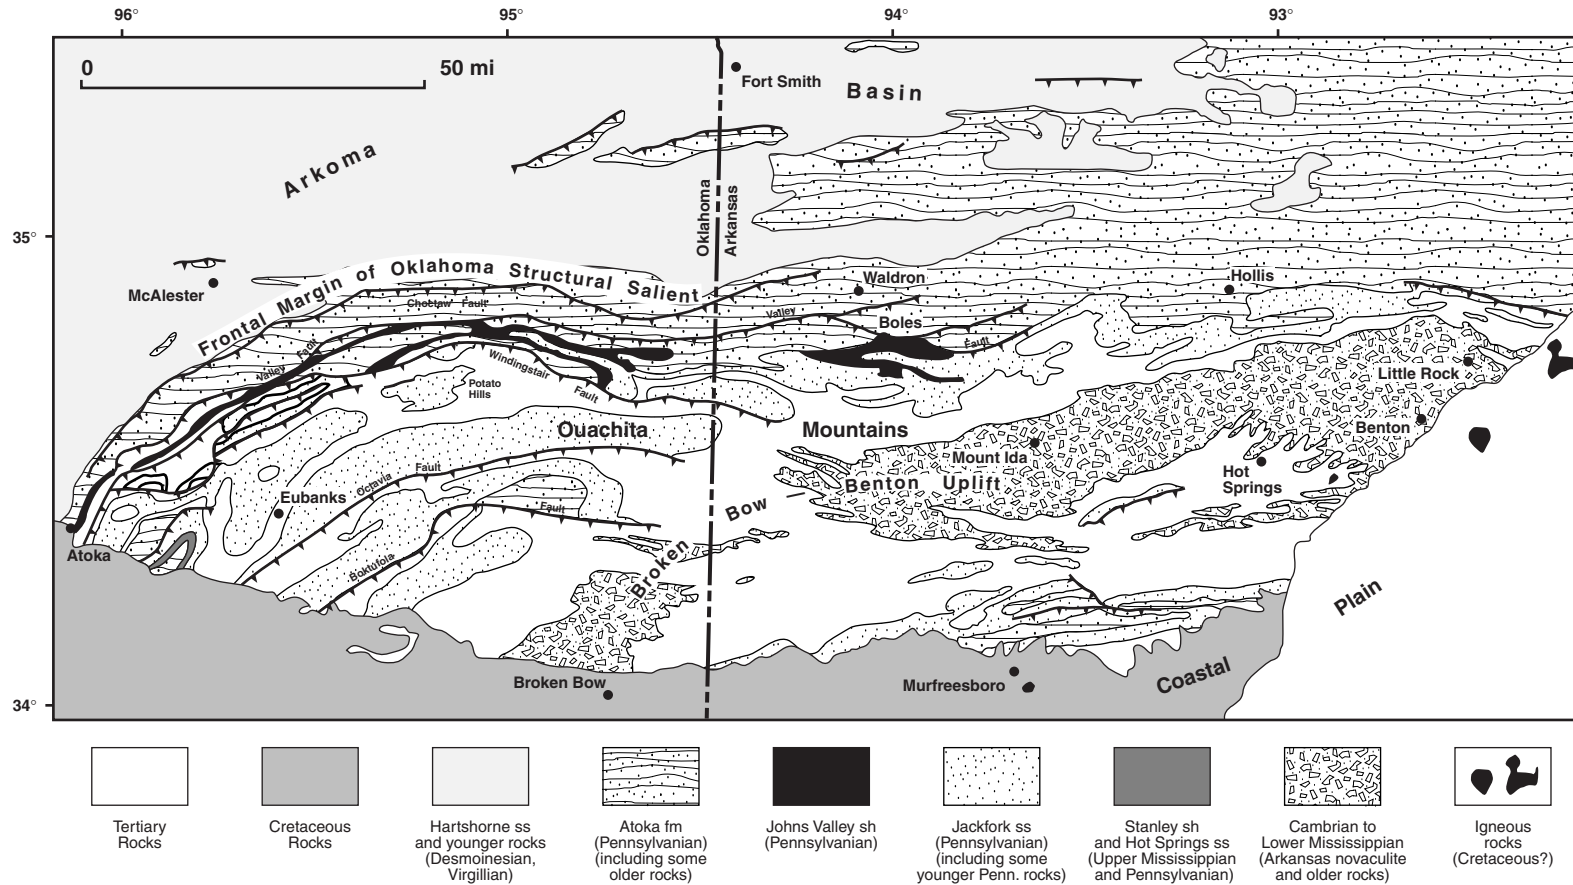 96°
95°
94°
93°
0
50 mi
Fort Smith
Basin
Arkoma
Oklahoma
Arkansas
35°
McAlester
Frontal Margin of Oklahoma Structural Salient
Waldron
Hollis
Choctaw Fault
Valley
Boles
Fault
Valley Fault
Windingstair
Fault
Potato
Hills
Little Rock
Ouachita
Mountains
Benton
Mount Ida
Hot
Springs
Benton Uplift
Octavia
Fault
Eubanks
Fault
Broken Bow
Atoka
Boktufola
Plain
Coastal
Broken Bow
Murfreesboro
34°
Tertiary
Rocks
Cretaceous
Rocks
Hartshorne ss
and younger rocks
(Desmoinesian,
Virgillian)
Atoka fm
(Pennsylvanian)
(including some
older rocks)
Johns Valley sh
(Pennsylvanian)
Jackfork ss
(Pennsylvanian)
(including some
younger Penn. rocks)
Stanley sh
and Hot Springs ss
(Upper Mississippian
and Pennsylvanian)
Cambrian to
Lower Mississippian
(Arkansas novaculite
and older rocks)
Igneous
rocks
(Cretaceous?)